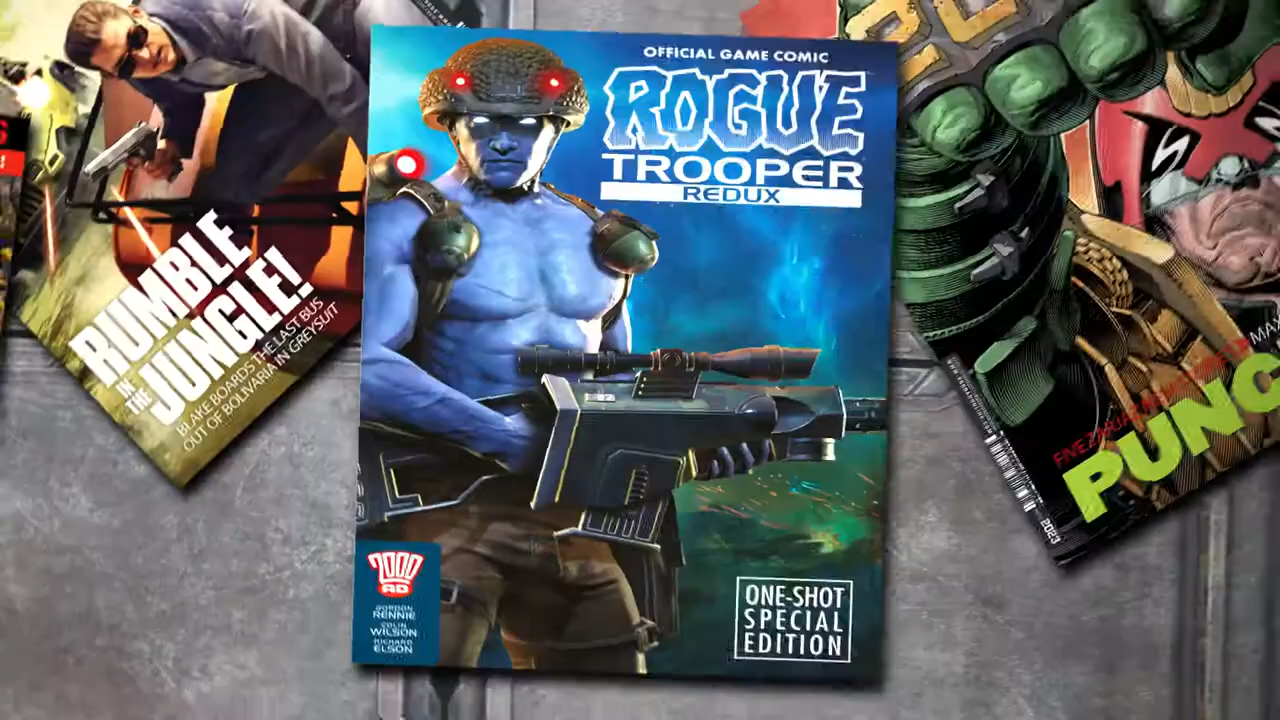 RUMBLE
IN THE
JUNGLE!
BLAKE BOARDS THE LAST BUS
OUT OF BOLIVARIA IN GREYSUIT
OFFICIAL GAME COMIC
ROGUE
TROOPER
REDUX
2000
AD
GORDON
RENNIE
COLIN
WILSON
RICHARD
ELSON
ONE-SHOT
SPECIAL
EDITION
PUNC
2023